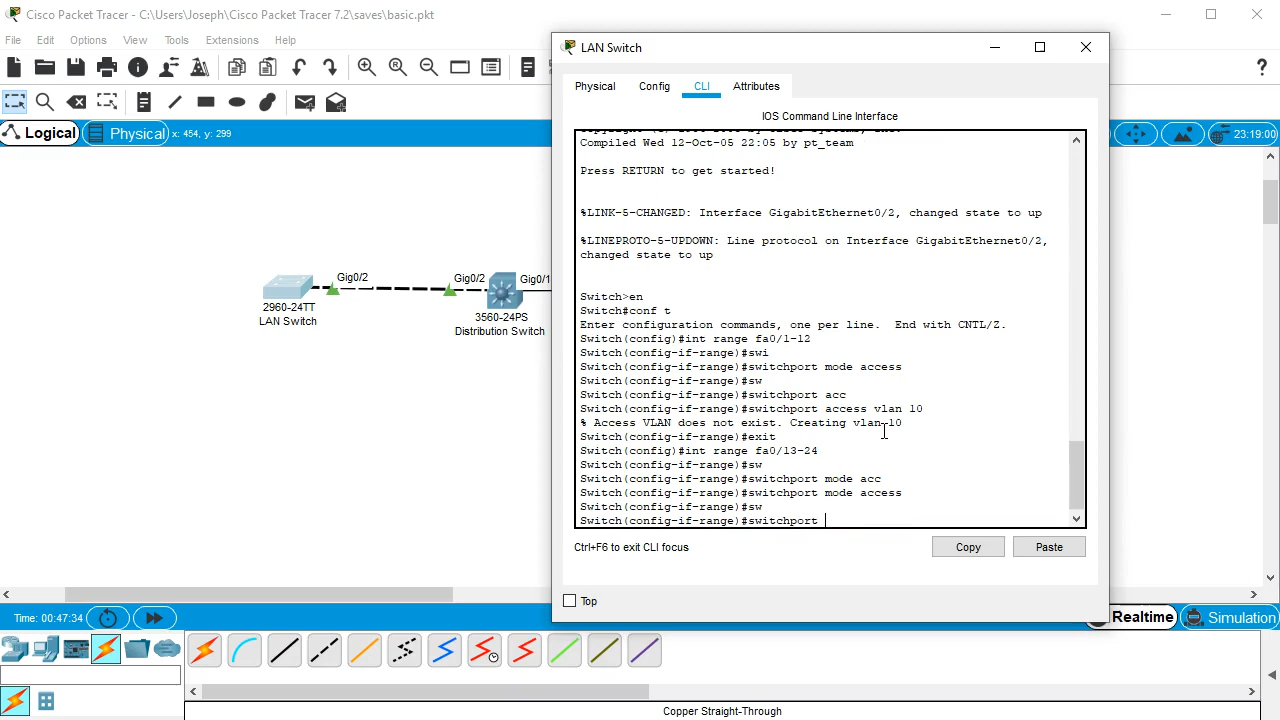 Cisco Packet Tracer - C:\Users\Joseph\Cisco Packet Tracer 7.2\saves\basic.pkt
File Edit Options View Tools Extensions Help
Logical
Physical
x: 454, y: 299
23:19:00
Gig0/2
Gig0/2
Gig0/1
2960-24TT
LAN Switch
3560-24PS
Distribution Switch
LAN Switch
Physical Config CLI Attributes
IOS Command Line Interface
Compiled Wed 12-Oct-05 22:05 by pt_team
Press RETURN to get started!
%LINK-5-CHANGED: Interface GigabitEthernet0/2, changed state to up
%LINEPROTO-5-UPDOWN: Line protocol on Interface GigabitEthernet0/2,
changed state to up
Switch>en
Switch#conf t
Enter configuration commands, one per line.  End with CNTL/Z.
Switch(config)#int range fa0/1-12
Switch(config-if-range)#swi
Switch(config-if-range)#switchport mode access
Switch(config-if-range)#sw
Switch(config-if-range)#switchport acc
Switch(config-if-range)#switchport access vlan 10
% Access VLAN does not exist. Creating vlan 10
Switch(config-if-range)#exit
Switch(config)#int range fa0/13-24
Switch(config-if-range)#sw
Switch(config-if-range)#switchport mode acc
Switch(config-if-range)#switchport mode access
Switch(config-if-range)#sw
Switch(config-if-range)#switchport
Ctrl+F6 to exit CLI focus
Copy
Paste
Top
Time: 00:47:34
Realtime
Simulation
Copper Straight-Through